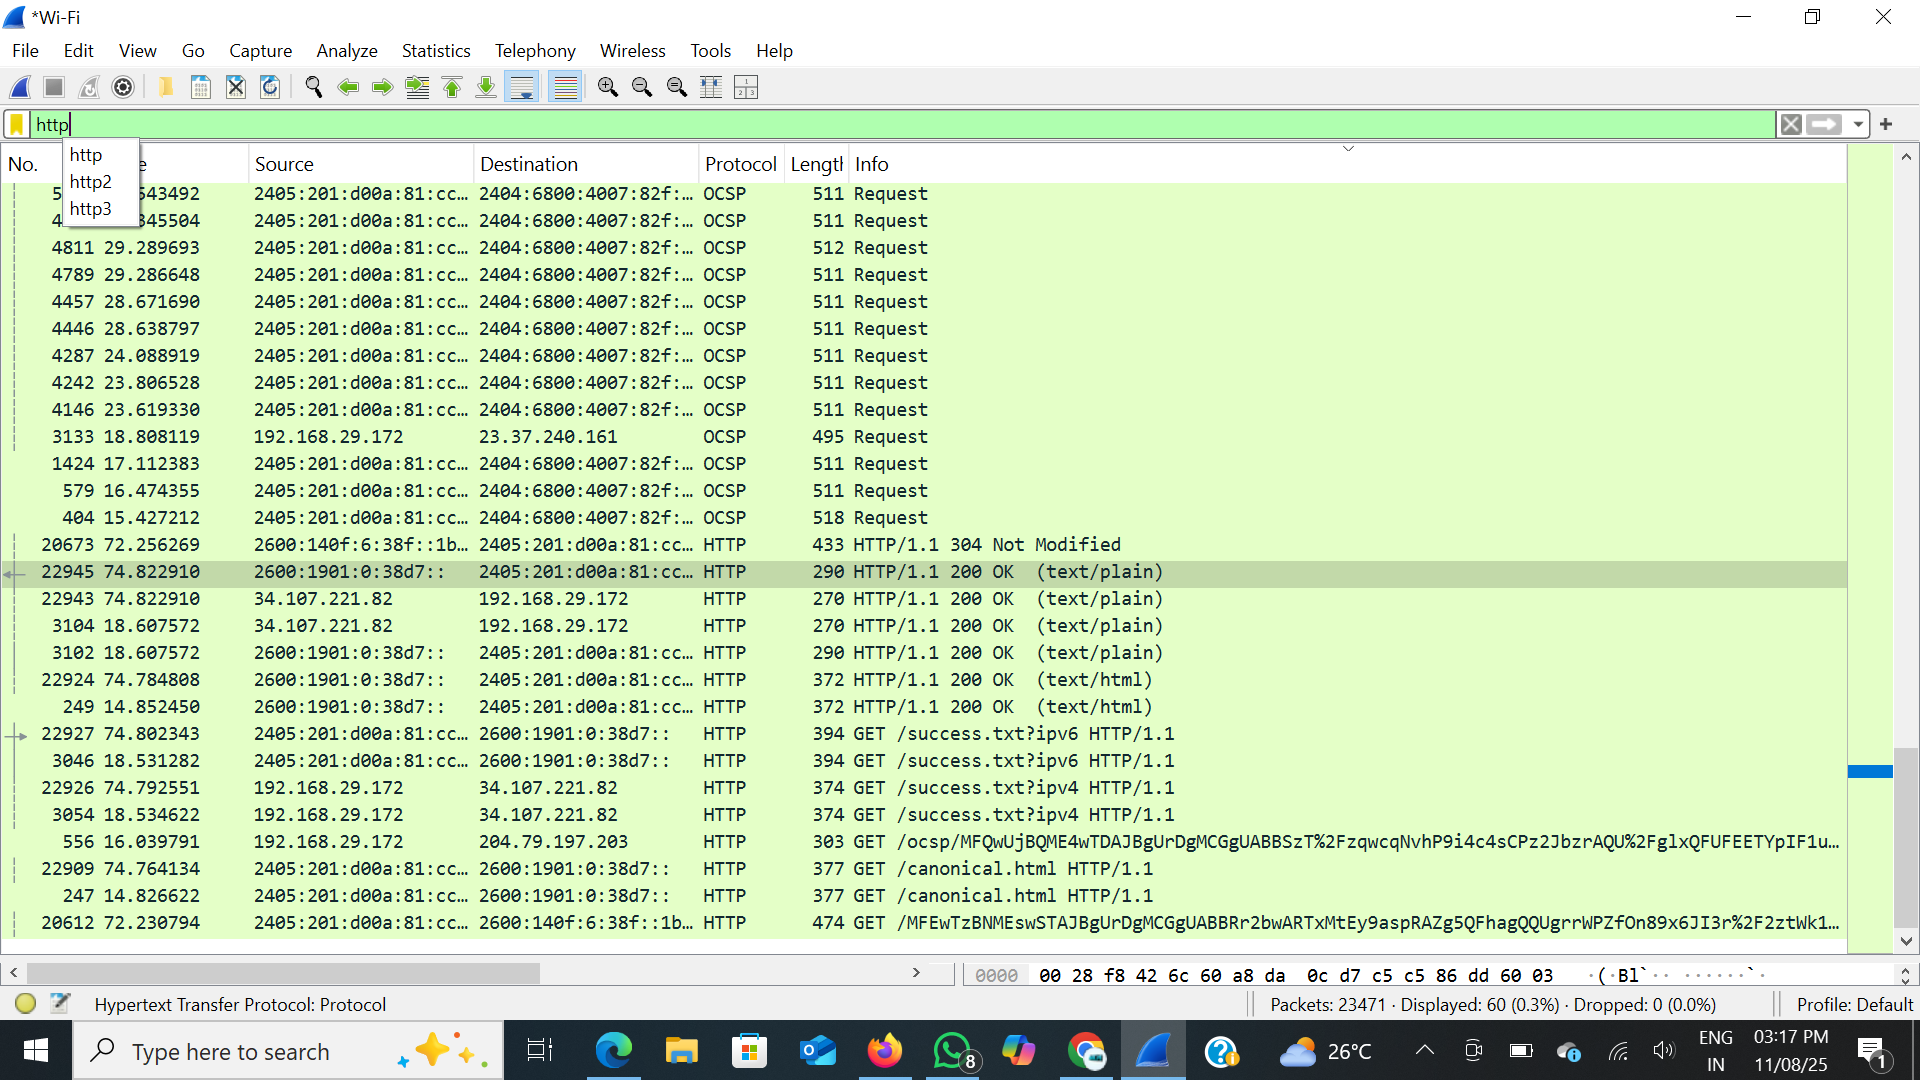 *Wi-Fi
File Edit View Go Capture Analyze Statistics Telephony Wireless Tools Help
http
http
http2
http3
No. e Source Destination Protocol Length Info
5 543492 2405:201:d00a:81:cc… 2404:6800:4007:82f:… OCSP 511 Request
4 345504 2405:201:d00a:81:cc… 2404:6800:4007:82f:… OCSP 511 Request
4811 29.289693 2405:201:d00a:81:cc… 2404:6800:4007:82f:… OCSP 512 Request
4789 29.286648 2405:201:d00a:81:cc… 2404:6800:4007:82f:… OCSP 511 Request
4457 28.671690 2405:201:d00a:81:cc… 2404:6800:4007:82f:… OCSP 511 Request
4446 28.638797 2405:201:d00a:81:cc… 2404:6800:4007:82f:… OCSP 511 Request
4287 24.088919 2405:201:d00a:81:cc… 2404:6800:4007:82f:… OCSP 511 Request
4242 23.806528 2405:201:d00a:81:cc… 2404:6800:4007:82f:… OCSP 511 Request
4146 23.619330 2405:201:d00a:81:cc… 2404:6800:4007:82f:… OCSP 511 Request
3133 18.808119 192.168.29.172 23.37.240.161 OCSP 495 Request
1424 17.112383 2405:201:d00a:81:cc… 2404:6800:4007:82f:… OCSP 511 Request
579 16.474355 2405:201:d00a:81:cc… 2404:6800:4007:82f:… OCSP 511 Request
404 15.427212 2405:201:d00a:81:cc… 2404:6800:4007:82f:… OCSP 518 Request
20673 72.256269 2600:140f:6:38f::1b… 2405:201:d00a:81:cc… HTTP 433 HTTP/1.1 304 Not Modified
22945 74.822910 2600:1901:0:38d7:: 2405:201:d00a:81:cc… HTTP 290 HTTP/1.1 200 OK (text/plain)
22943 74.822910 34.107.221.82 192.168.29.172 HTTP 270 HTTP/1.1 200 OK (text/plain)
3104 18.607572 34.107.221.82 192.168.29.172 HTTP 270 HTTP/1.1 200 OK (text/plain)
3102 18.607572 2600:1901:0:38d7:: 2405:201:d00a:81:cc… HTTP 290 HTTP/1.1 200 OK (text/plain)
22924 74.784808 2600:1901:0:38d7:: 2405:201:d00a:81:cc… HTTP 372 HTTP/1.1 200 OK (text/html)
249 14.852450 2600:1901:0:38d7:: 2405:201:d00a:81:cc… HTTP 372 HTTP/1.1 200 OK (text/html)
22927 74.802343 2405:201:d00a:81:cc… 2600:1901:0:38d7:: HTTP 394 GET /success.txt?ipv6 HTTP/1.1
3046 18.531282 2405:201:d00a:81:cc… 2600:1901:0:38d7:: HTTP 394 GET /success.txt?ipv6 HTTP/1.1
22926 74.792551 192.168.29.172 34.107.221.82 HTTP 374 GET /success.txt?ipv4 HTTP/1.1
3054 18.534622 192.168.29.172 34.107.221.82 HTTP 374 GET /success.txt?ipv4 HTTP/1.1
556 16.039791 192.168.29.172 204.79.197.203 HTTP 303 GET /ocsp/MFQwUjBQME4wTDAJBgUrDgMCGgUABBSzT%2FzqwcqNvhP9i4c4sCPz2JbzrAQU%2FglxQFUFEETYpIF1u…
22909 74.764134 2405:201:d00a:81:cc… 2600:1901:0:38d7:: HTTP 377 GET /canonical.html HTTP/1.1
247 14.826622 2405:201:d00a:81:cc… 2600:1901:0:38d7:: HTTP 377 GET /canonical.html HTTP/1.1
20612 72.230794 2405:201:d00a:81:cc… 2600:140f:6:38f::1b… HTTP 474 GET /MFEwTzBNMEswSTAJBgUrDgMCGgUABBRr2bwARTxMtEy9aspRAZg5QFhagQQUgrrWPZfOn89x6JI3r%2F2ztWk1…
0000 00 28 f8 42 6c 60 a8 da 0c d7 c5 c5 86 dd 60 03 ·(·Bl`·· ······`·
Hypertext Transfer Protocol: Protocol Packets: 23471 · Displayed: 60 (0.3%) · Dropped: 0 (0.0%) Profile: Default
Type here to search 8 26°C ENG 03:17 PM 1
IN 11/08/25